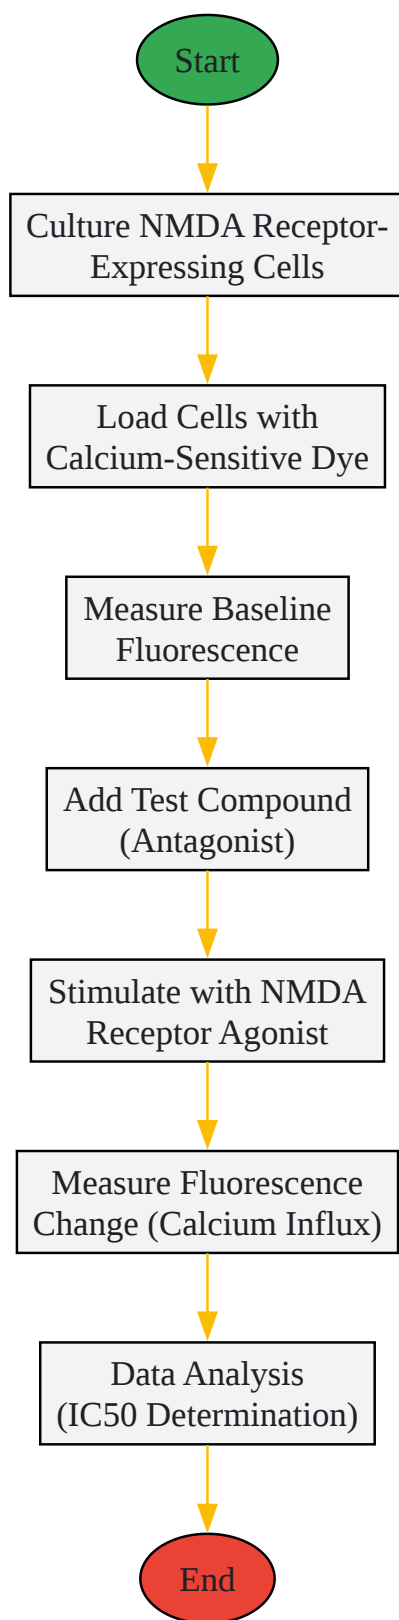 Start
Culture NMDA Receptor-
Expressing Cells
Load Cells with
Calcium-Sensitive Dye
Measure Baseline
Fluorescence
Add Test Compound
(Antagonist)
Stimulate with NMDA
Receptor Agonist
Measure Fluorescence
Change (Calcium Influx)
Data Analysis
(IC50 Determination)
End